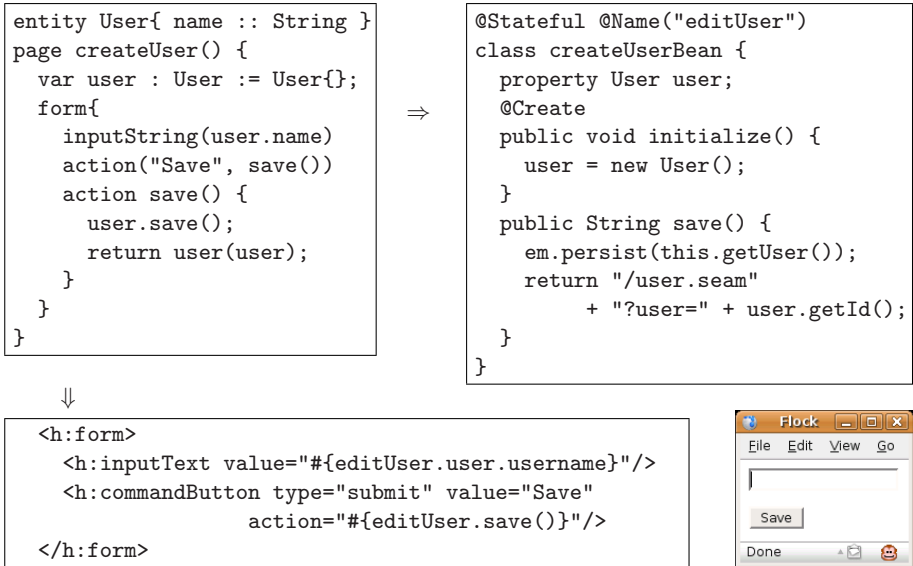 entity User{ name :: String }
page createUser() {
  var user : User := User{};
  form{
    inputString(user.name)
    action("Save", save())
    action save() {
      user.save();
      return user(user);
    }
  }
}
⇒
@Stateful @Name("editUser")
class createUserBean {
  property User user;
  @Create
  public void initialize() {
    user = new User();
  }
  public String save() {
    em.persist(this.getUser());
    return "/user.seam"
         + "?user=" + user.getId();
  }
}
⇓
<h:form>
  <h:inputText value="#{editUser.user.username}"/>
  <h:commandButton type="submit" value="Save"
                 action="#{editUser.save()}"/>
</h:form>
Flock
File Edit View Go
Save
Done